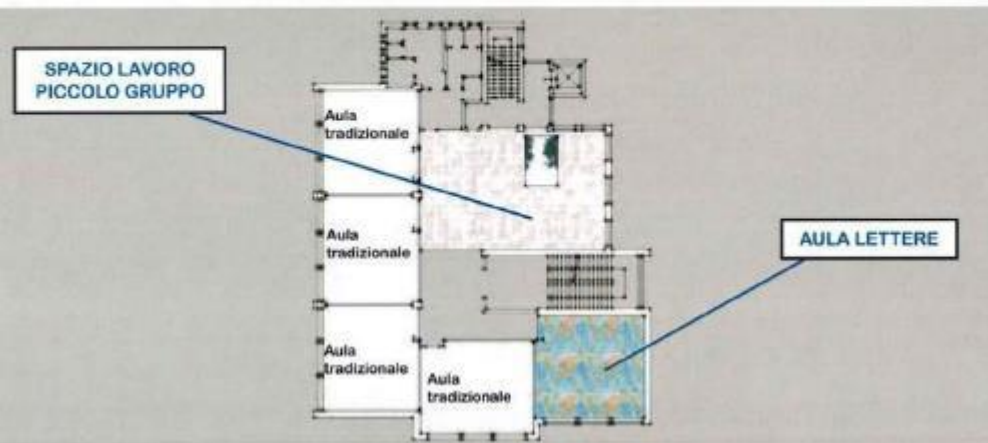 SPAZIO LAVORO
PICCOLO GRUPPO
Aula
tradizionale
Aula
tradizionale
AULA LETTERE
Aula
tradizionale
Aula
tradizionale